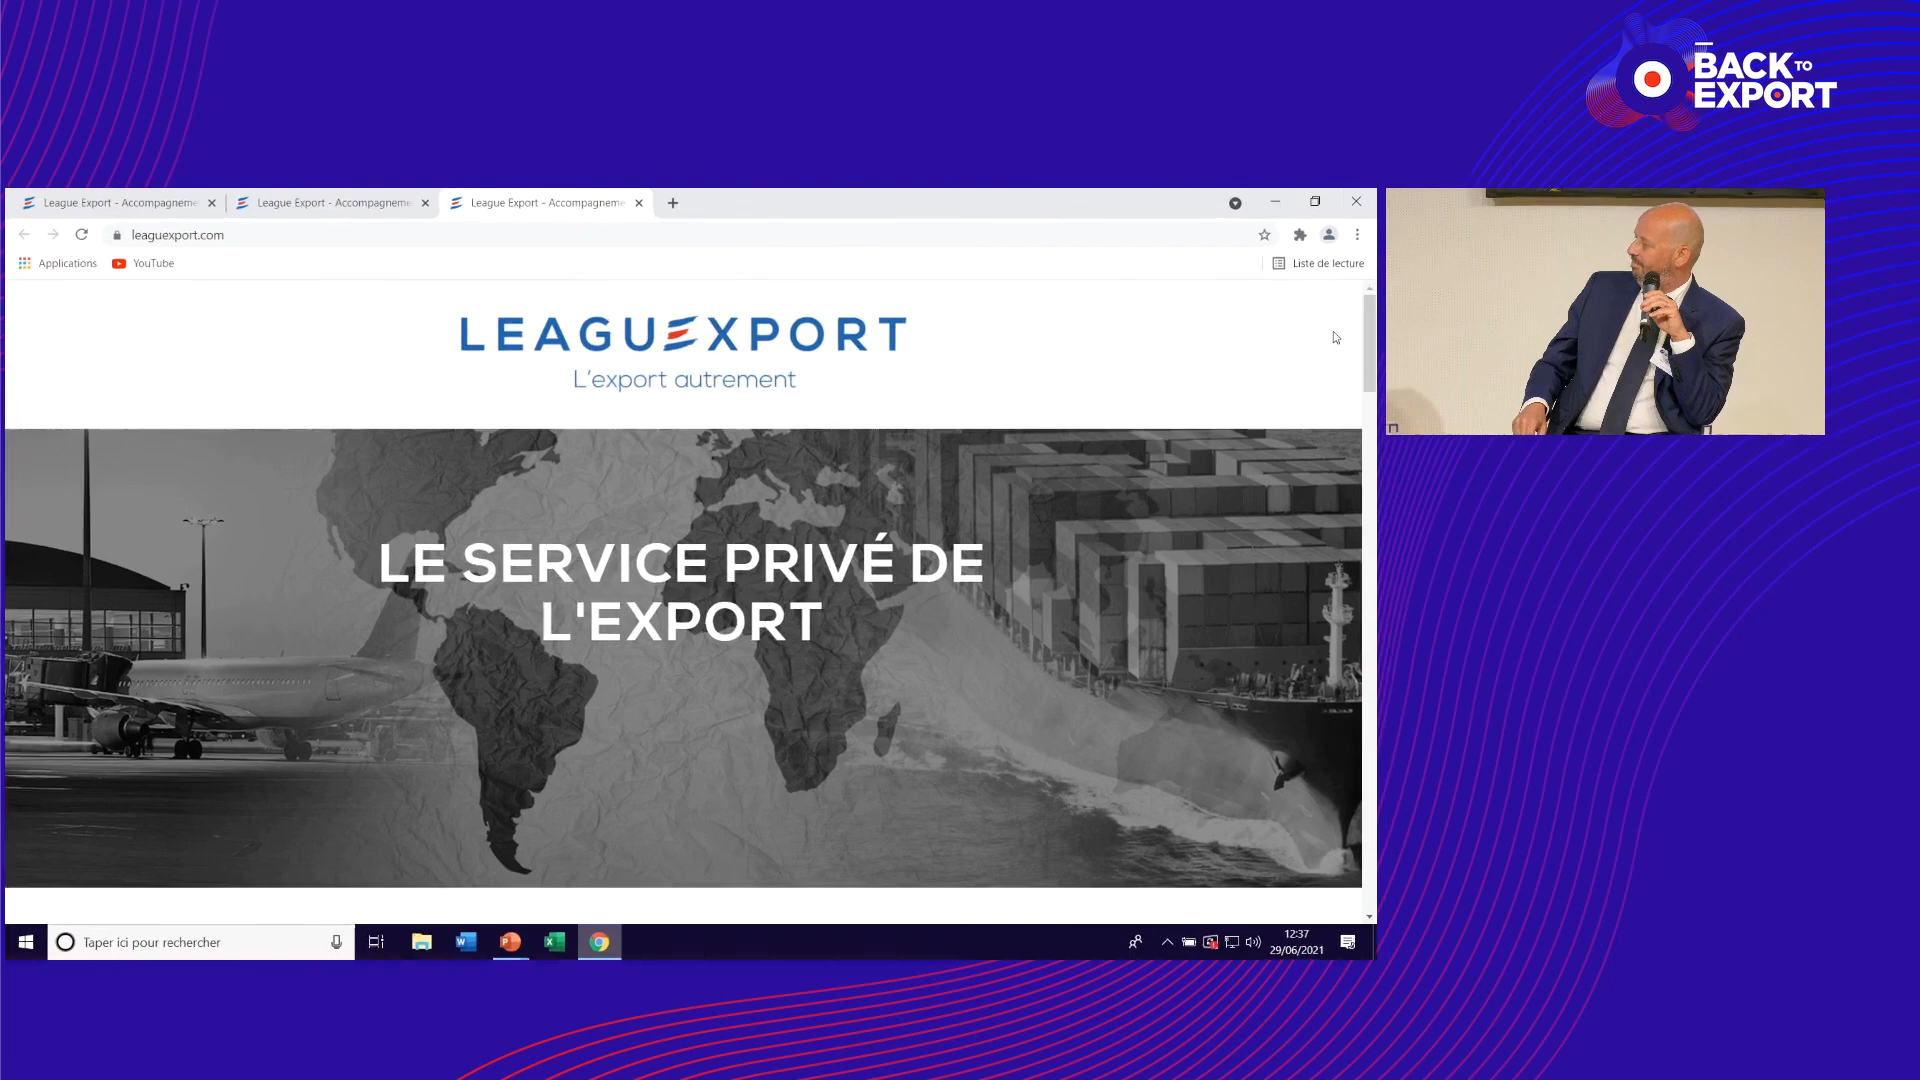 BACK TO
EXPORT
League Export - Accompagneme
League Export - Accompagneme
League Export - Accompagneme
leaguexport.com
Applications
YouTube
Liste de lecture
LEAGUEXPORT
L'export autrement
LE SERVICE PRIVÉ DE
L'EXPORT
Taper ici pour rechercher
12:37
29/06/2021